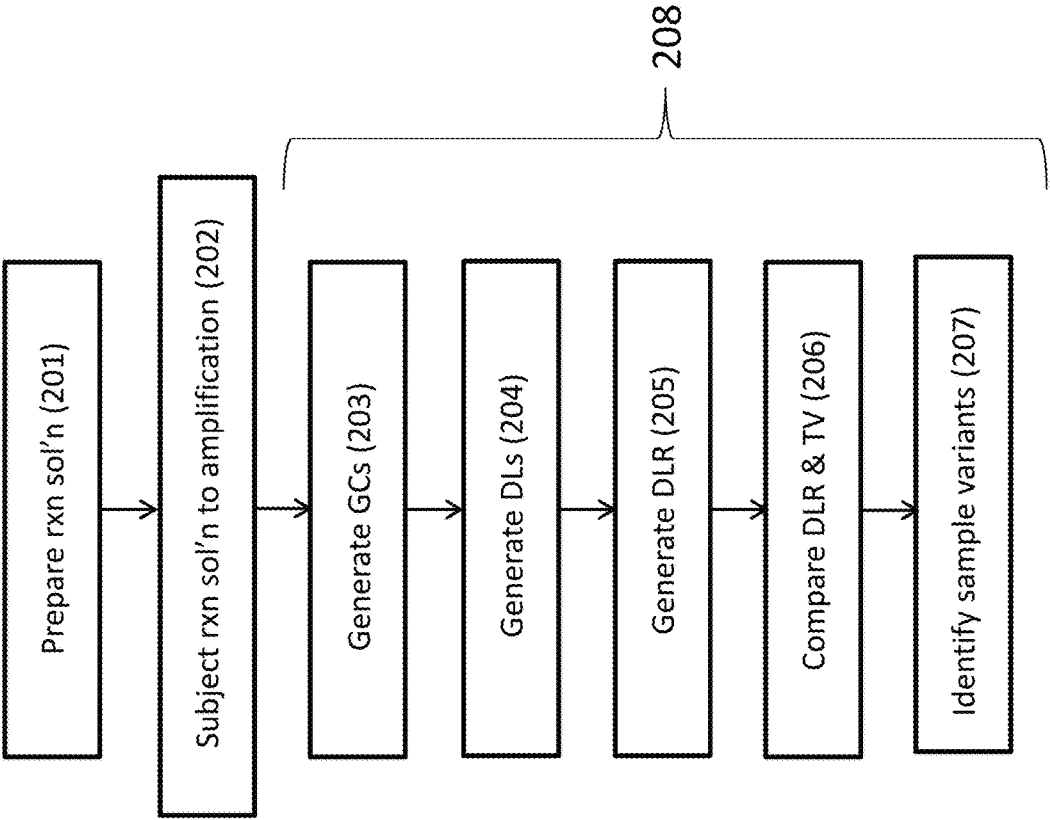 Prepare rxn sol'n (201)
Subject rxn sol'n to amplification (202)
Generate GCs (203)
Generate DLs (204)
Generate DLR (205)
Compare DLR & TV (206)
Identify sample variants (207)
208